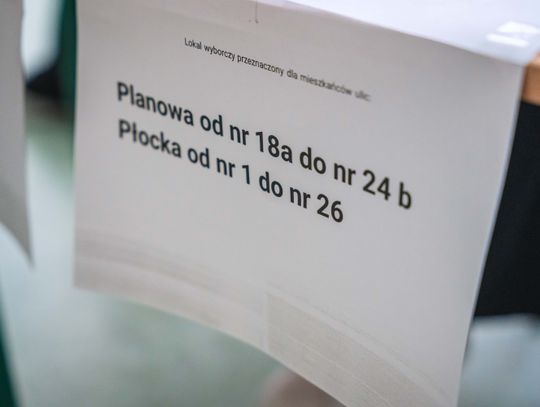 Lokal wyborczy przeznaczony dla mieszkańców ulic:
Planowa od nr 18a do nr 24 b
Płocka od nr 1 do nr 26